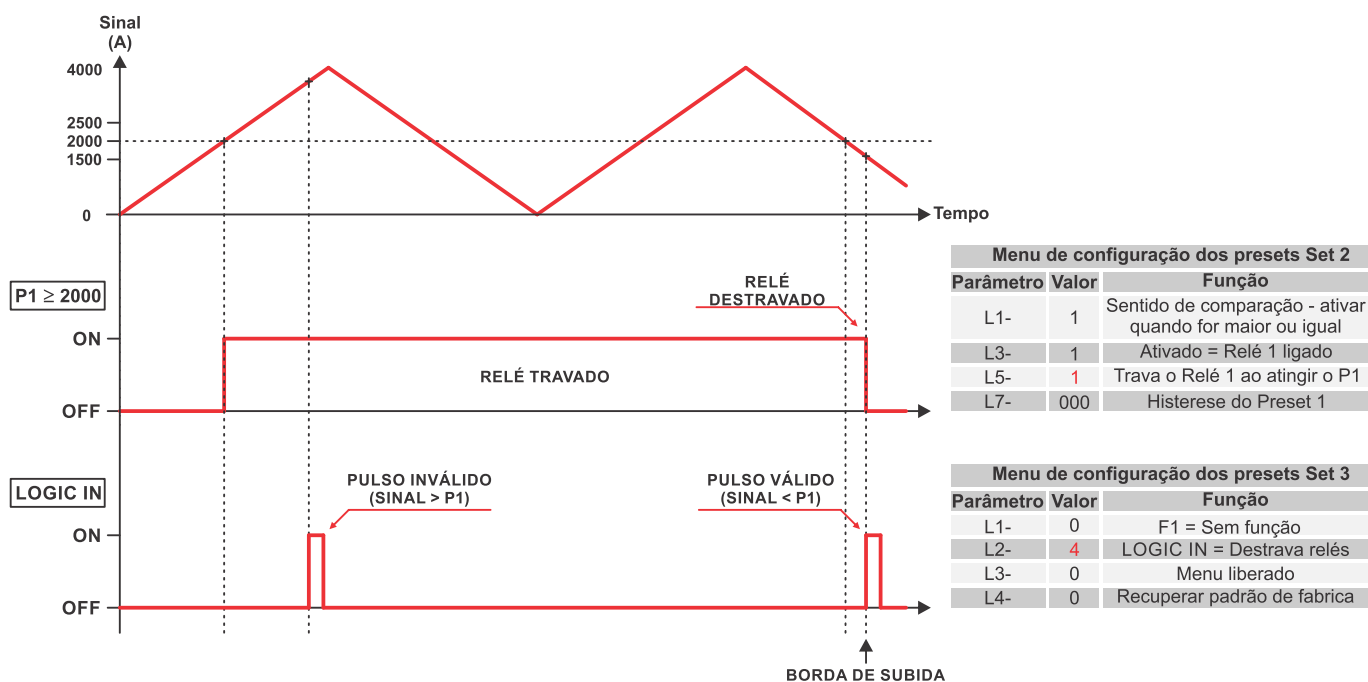 Sinal
(A)
4000
2500
2000
1500
0
Tempo
P1 ≥ 2000
ON
OFF
RELÉ
DESTRAVADO
RELÉ TRAVADO
LOGIC IN
ON
OFF
PULSO INVÁLIDO
(SINAL > P1)
PULSO VÁLIDO
(SINAL < P1)
BORDA DE SUBIDA
Menu de configuração dos presets Set 2
Parâmetro Valor Função
L1- 1 Sentido de comparação - ativar
quando for maior ou igual
L3- 1 Ativado = Relé 1 ligado
L5- 1 Trava o Relé 1 ao atingir o P1
L7- 000 Histerese do Preset 1
Menu de configuração dos presets Set 3
Parâmetro Valor Função
L1- 0 F1 = Sem função
L2- 4 LOGIC IN = Destrava relés
L3- 0 Menu liberado
L4- 0 Recuperar padrão de fabrica